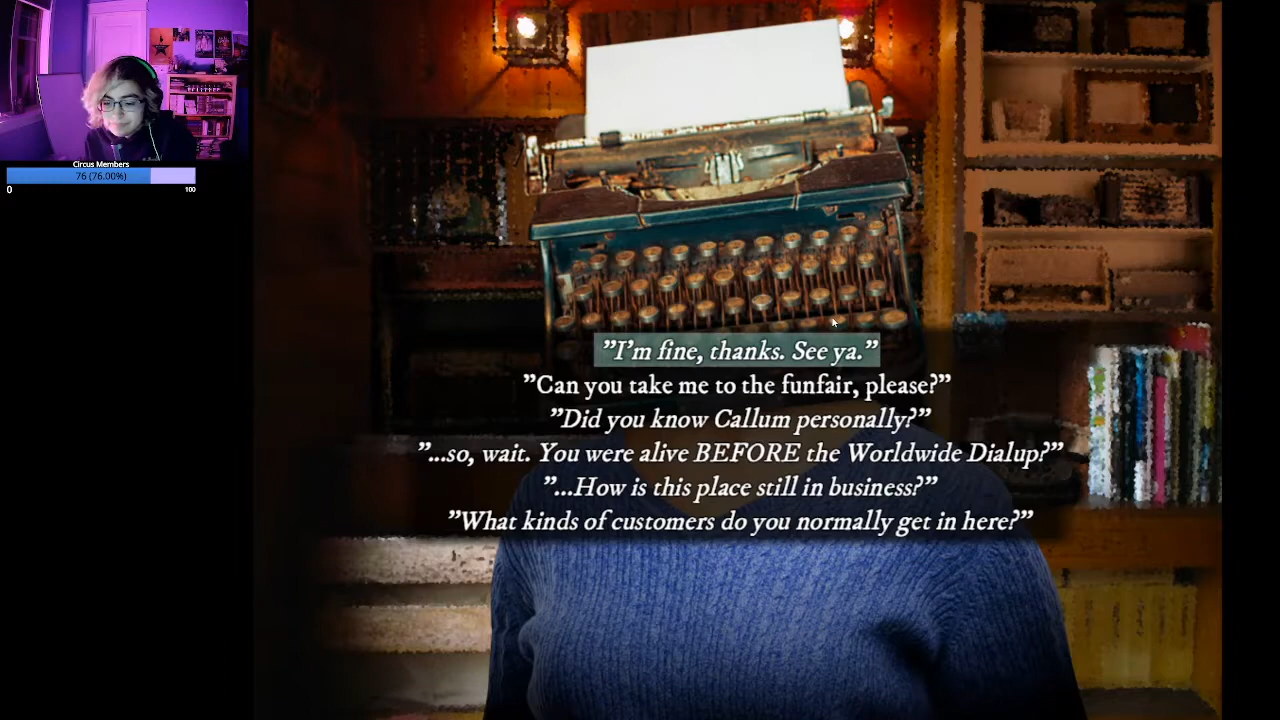 Circus Members
76 (76.00%)
0
100
"I'm fine, thanks. See ya."
"Can you take me to the funfair, please?"
"Did you know Callum personally?"
"...so, wait. You were alive BEFORE the Worldwide Dialup?"
"...How is this place still in business?"
"What kinds of customers do you normally get in here?"